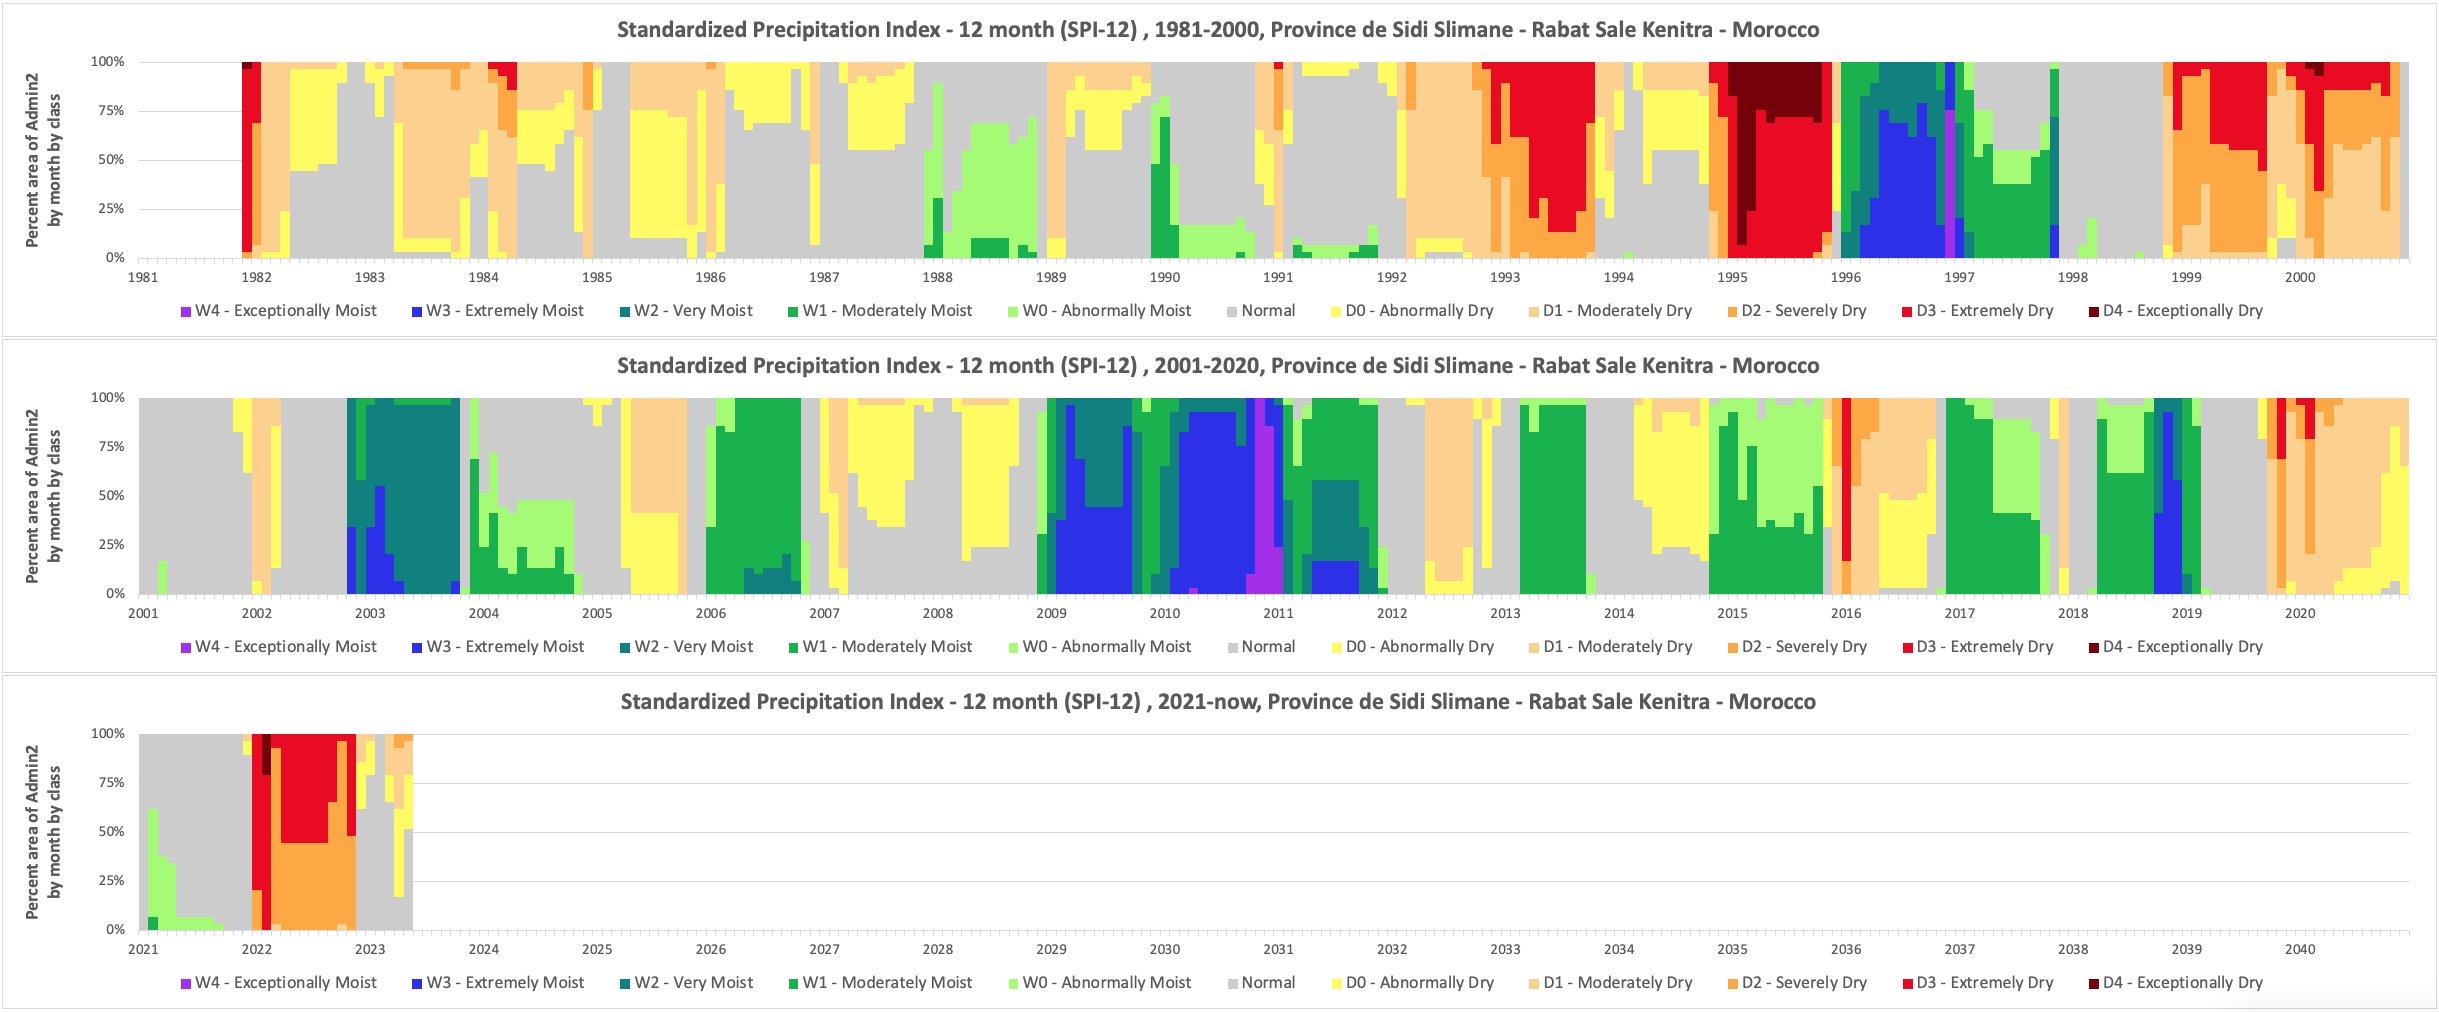 Standardized Precipitation Index - 12 month (SPI-12) , 1981-2000, Province de Sidi Slimane - Rabat Sale Kenitra - Morocco
Percent area of Admin2
by month by class
100%
75%
50%
25%
0%
1981 1982 1983 1984 1985 1986 1987 1988 1989 1990 1991 1992 1993 1994 1995 1996 1997 1998 1999 2000
W4 - Exceptionally Moist W3 - Extremely Moist W2 - Very Moist W1 - Moderately Moist W0 - Abnormally Moist Normal D0 - Abnormally Dry D1 - Moderately Dry D2 - Severely Dry D3 - Extremely Dry D4 - Exceptionally Dry
Standardized Precipitation Index - 12 month (SPI-12) , 2001-2020, Province de Sidi Slimane - Rabat Sale Kenitra - Morocco
Percent area of Admin2
by month by class
100%
75%
50%
25%
0%
2001 2002 2003 2004 2005 2006 2007 2008 2009 2010 2011 2012 2013 2014 2015 2016 2017 2018 2019 2020
W4 - Exceptionally Moist W3 - Extremely Moist W2 - Very Moist W1 - Moderately Moist W0 - Abnormally Moist Normal D0 - Abnormally Dry D1 - Moderately Dry D2 - Severely Dry D3 - Extremely Dry D4 - Exceptionally Dry
Standardized Precipitation Index - 12 month (SPI-12) , 2021-now, Province de Sidi Slimane - Rabat Sale Kenitra - Morocco
Percent area of Admin2
by month by class
100%
75%
50%
25%
0%
2021 2022 2023 2024 2025 2026 2027 2028 2029 2030 2031 2032 2033 2034 2035 2036 2037 2038 2039 2040
W4 - Exceptionally Moist W3 - Extremely Moist W2 - Very Moist W1 - Moderately Moist W0 - Abnormally Moist Normal D0 - Abnormally Dry D1 - Moderately Dry D2 - Severely Dry D3 - Extremely Dry D4 - Exceptionally Dry